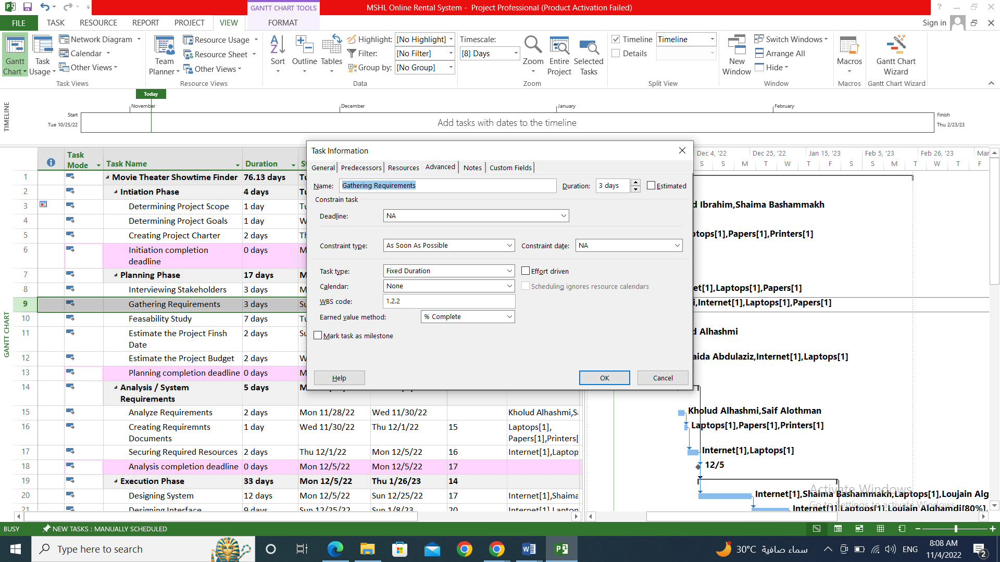 GANTT CHART TOOLS
MSHL Online Rental System - Project Professional (Product Activation Failed)
FILE TASK RESOURCE REPORT PROJECT VIEW FORMAT Sign in
Gantt Chart
Task Usage
Network Diagram
Calendar
Other Views
Task Views
Team Planner
Resource Usage
Resource Sheet
Other Views
Resource Views
Sort
Outline
Tables
Highlight: [No Highlight]
Filter: [No Filter]
Group by: [No Group]
Data
Timescale:
[8] Days
Zoom
Entire Project
Selected Tasks
Zoom
Timeline Timeline
Details
Split View
New Window
Switch Windows
Arrange All
Hide
Window
Macros
Macros
Gantt Chart Wizard
Gantt Chart Wizard
TIMELINE
Today
November December January February
Start
Tue 10/25/22
Add tasks with dates to the timeline
Finish
Thu 2/23/23
GANTT CHART
Task Mode Task Name Duration
1 Movie Theater Showtime Finder 76.13 days
2 Intiation Phase 4 days
3 Determining Project Scope 1 day
4 Determining Project Goals 1 day
5 Creating Project Charter 2 days
6 Initiation completion deadline 0 days
7 Planning Phase 17 days
8 Interviewing Stakeholders 3 days
9 Gathering Requirements 3 days
10 Feasability Study 7 days
11 Estimate the Project Finsh Date 2 days
12 Estimate the Project Budget 2 days
13 Planning completion deadline 0 days
14 Analysis / System Requirements 5 days
15 Analyze Requirements 2 days Mon 11/28/22 Wed 11/30/22 Kholud Alhashmi,Sa
16 Creating Requiremnts Documents 1 day Wed 11/30/22 Thu 12/1/22 15 Laptops[1], Papers[1],Printers[
17 Securing Required Resources 2 days Thu 12/1/22 Mon 12/5/22 16 Internet[1],Laptop
18 Analysis completion deadline 0 days Mon 12/5/22 Mon 12/5/22 17
19 Execution Phase 33 days Mon 12/5/22 Thu 1/26/23 14
20 Designing System 12 days Mon 12/5/22 Sun 12/25/22 17 Internet[1],Shaima
21 Designing Interface 9 days Sun 12/25/22 Sun 1/8/23 20 Internet[1],Laptops
Task Information
General Predecessors Resources Advanced Notes Custom Fields
Name: Gathering Requirements Duration: 3 days Estimated
Constrain task
Deadline: NA
Constraint type: As Soon As Possible Constraint date: NA
Task type: Fixed Duration Effort driven
Calendar: None Scheduling ignores resource calendars
WBS code: 1.2.2
Earned value method: % Complete
Mark task as milestone
Help OK Cancel
Dec 4, '22 Dec 25, '22 Jan 15, '23 Feb 5, '23 Feb 26, '23 Mar
S S M T W T F S S M T W T F
d Ibrahim,Shaima Bashammakh
ptops[1],Papers[1],Printers[1]
et[1],Laptops[1],Papers[1]
i,Internet[1],Laptops[1],Papers[1]
d Alhashmi
aida Abdulaziz,Internet[1],Laptops[1]
Kholud Alhashmi,Saif Alothman
Laptops[1],Papers[1],Printers[1]
Internet[1],Laptops[1]
12/5
Internet[1],Shaima Bashammakh,Laptops[1],Loujain Alg
Internet[1],Laptops[1],Loujain Alghamdi[80%],
Activate Windows
Go to Settings to activate Windows.
BUSY NEW TASKS : MANUALLY SCHEDULED
Type here to search
30°C سماء صافية ENG
8:08 AM
11/4/2022
2